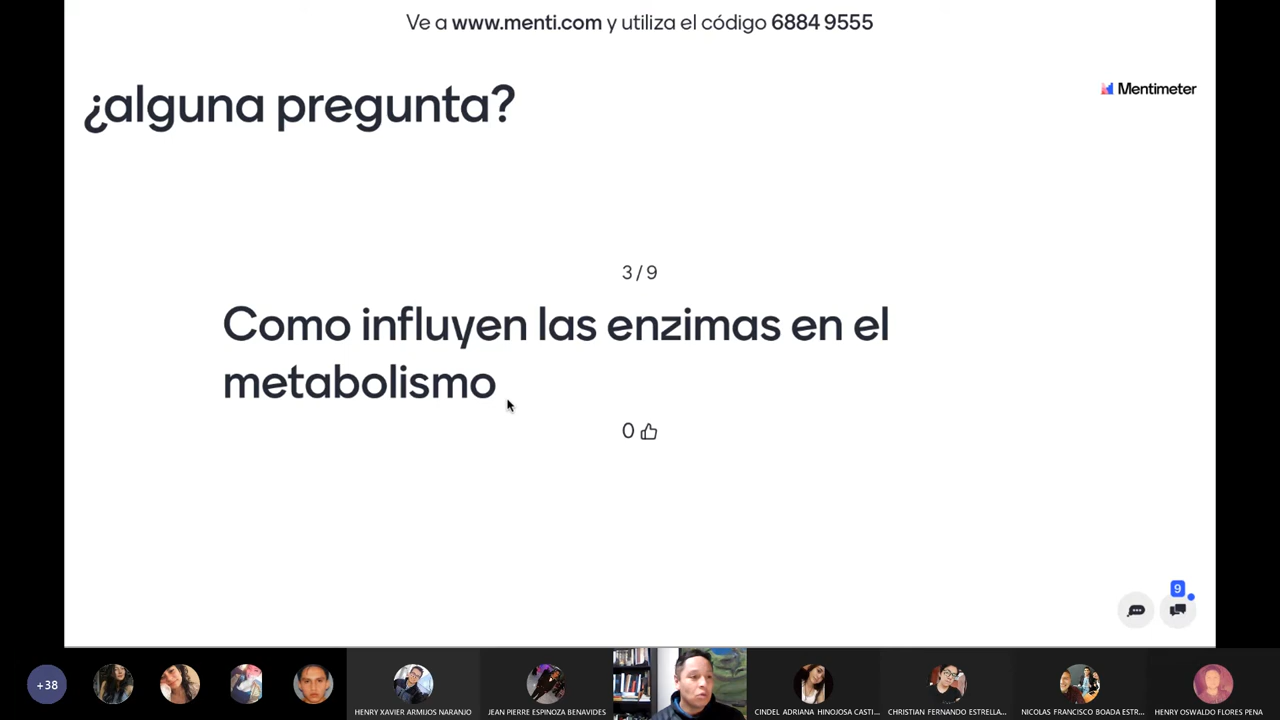 Ve a www.menti.com y utiliza el código 6884 9555
¿alguna pregunta?
Mentimeter
3 / 9
Como influyen las enzimas en el
metabolismo
0
9
+38
HENRY XAVIER ARMIJOS NARANJO
JEAN PIERRE ESPINOZA BENAVIDES
CINDEL ADRIANA HINOJOSA CASTI...
CHRISTIAN FERNANDO ESTRELLA...
NICOLAS FRANCISCO BOADA ESTR...
HENRY OSWALDO FLORES PENA